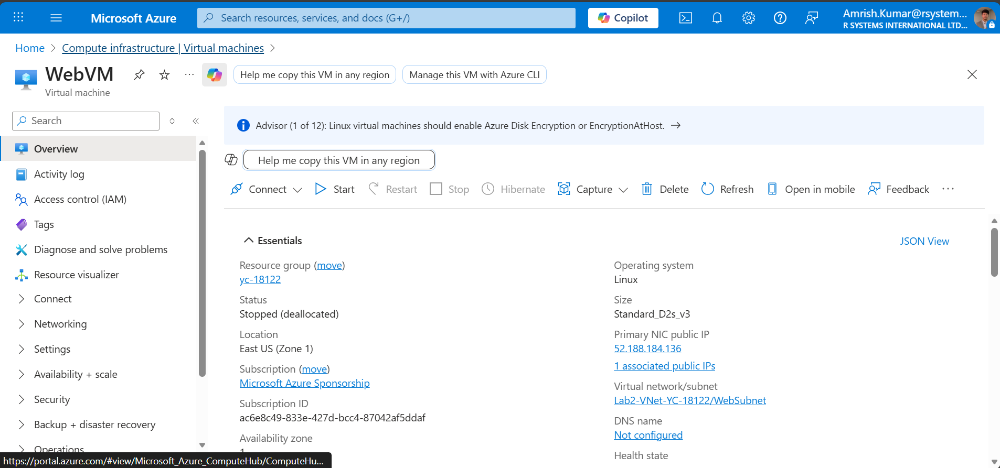 Microsoft Azure
Search resources, services, and docs (G+/)
Copilot
Amrish.Kumar@rsystem...
R SYSTEMS INTERNATIONAL LTD...
Home > Compute infrastructure | Virtual machines >
WebVM
Virtual machine
Help me copy this VM in any region
Manage this VM with Azure CLI
Search
Overview
Activity log
Access control (IAM)
Tags
Diagnose and solve problems
Resource visualizer
Connect
Networking
Settings
Availability + scale
Security
Backup + disaster recovery
Operations
https://portal.azure.com/#view/Microsoft_Azure_ComputeHub/ComputeHu...
Advisor (1 of 12): Linux virtual machines should enable Azure Disk Encryption or EncryptionAtHost. →
Help me copy this VM in any region
Connect Start Restart Stop Hibernate Capture Delete Refresh Open in mobile Feedback ...
Essentials
JSON View
Resource group (move)
yc-18122
Status
Stopped (deallocated)
Location
East US (Zone 1)
Subscription (move)
Microsoft Azure Sponsorship
Subscription ID
ac6e8c49-833e-427d-bcc4-87042af5ddaf
Availability zone
1
Operating system
Linux
Size
Standard_D2s_v3
Primary NIC public IP
52.188.184.136
1 associated public IPs
Virtual network/subnet
Lab2-VNet-YC-18122/WebSubnet
DNS name
Not configured
Health state